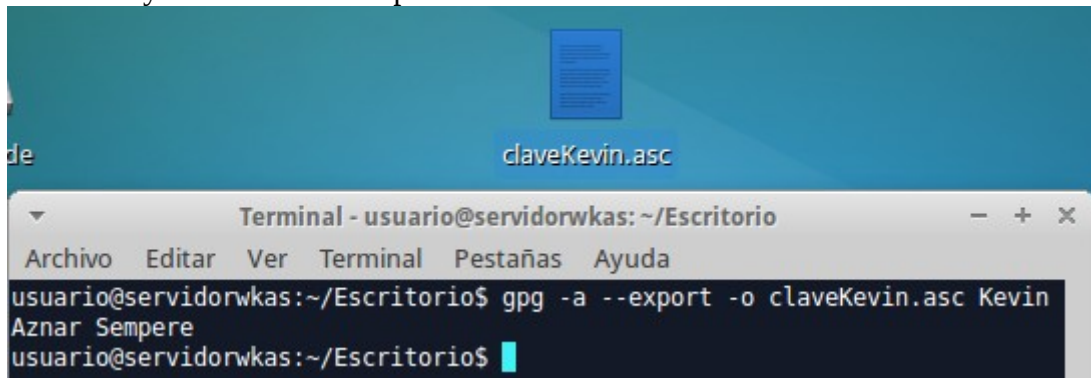 de
claveKevin.asc
Terminal - usuario@servidorwkas: ~/Escritorio
Archivo Editar Ver Terminal Pestañas Ayuda
usuario@servidorwkas:~/Escritorio$ gpg -a --export -o claveKevin.asc Kevin
Aznar Sempere
usuario@servidorwkas:~/Escritorio$